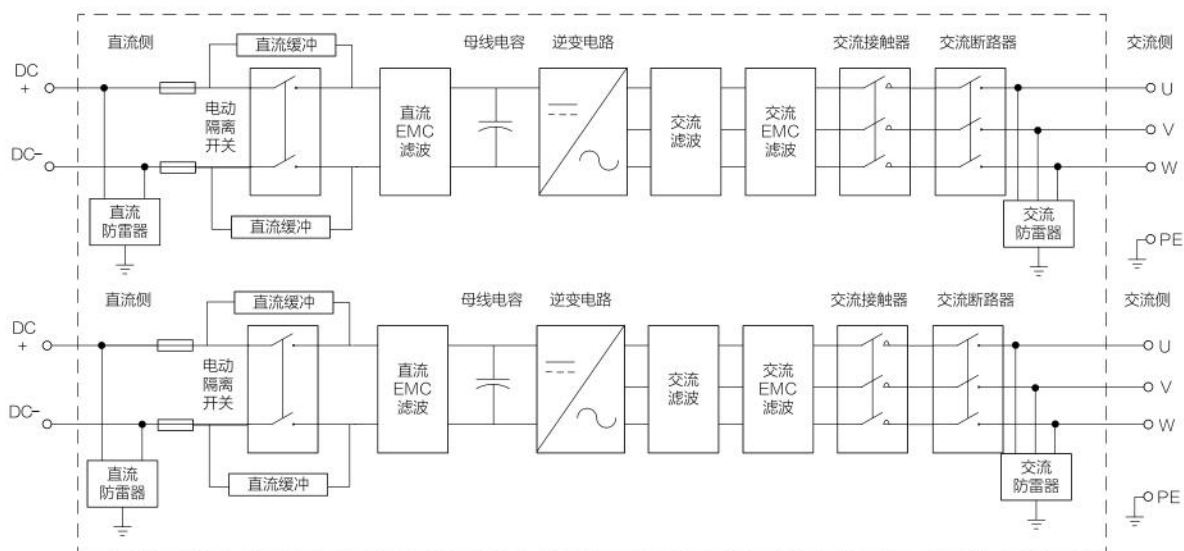 直流侧
直流缓冲
母线电容
逆变电路
交流接触器
交流断路器
交流侧
DC
+
电动
隔离
开关
直流
EMC
滤波
交流
滤波
交流
EMC
滤波
U
V
W
DC-
直流
防雷器
直流缓冲
交流
防雷器
PE
直流侧
直流缓冲
母线电容
逆变电路
交流接触器
交流断路器
交流侧
DC
+
电动
隔离
开关
直流
EMC
滤波
交流
滤波
交流
EMC
滤波
U
V
W
DC-
直流
防雷器
直流缓冲
交流
防雷器
PE